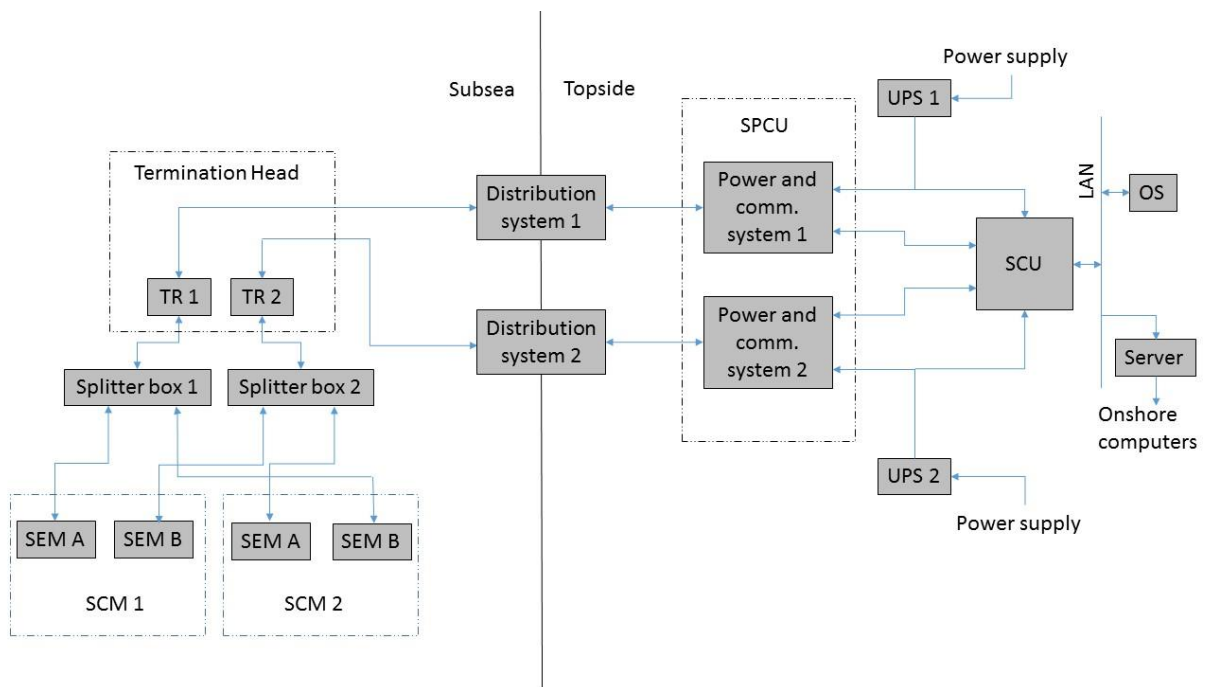 Power supply
Subsea
Topside
UPS 1
SPCU
Termination Head
Distribution
system 1
Power and
comm.
system 1
LAN
OS
SCU
TR 1
TR 2
Distribution
system 2
Power and
comm.
system 2
Server
Splitter box 1
Splitter box 2
Onshore
computers
UPS 2
Power supply
SEM A
SEM B
SEM A
SEM B
SCM 1
SCM 2